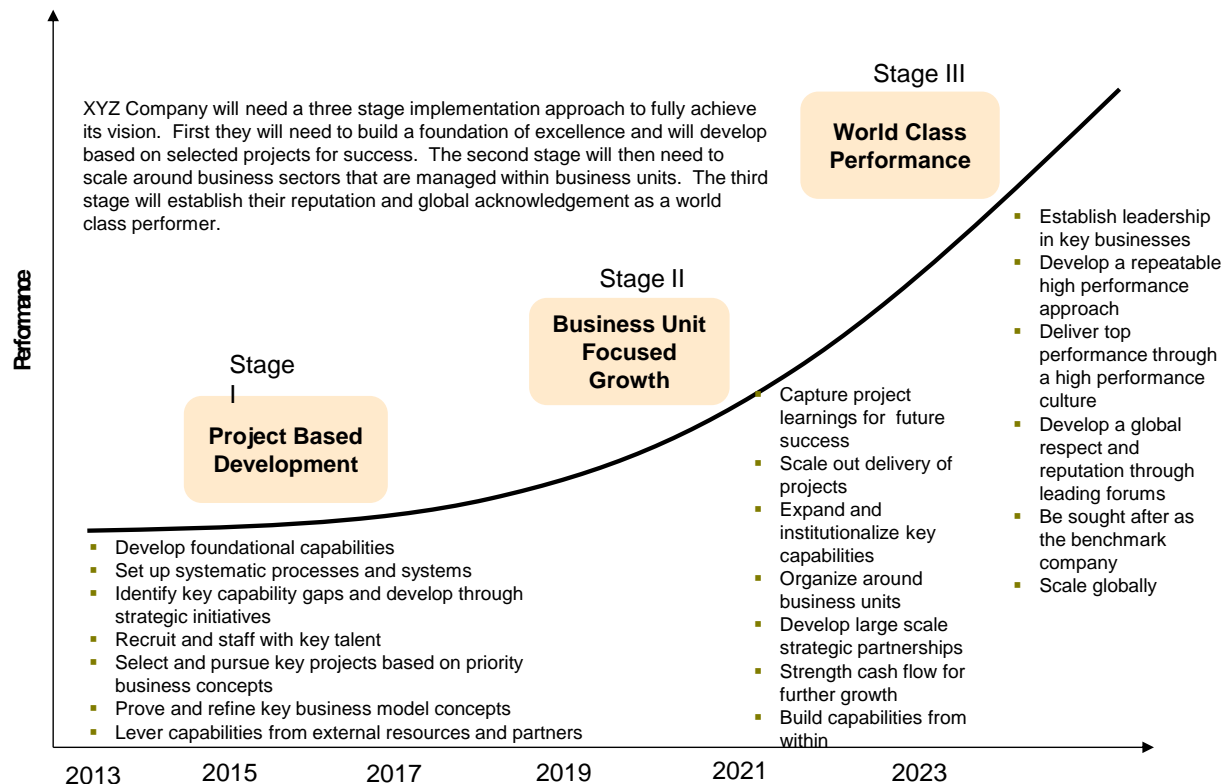 Stage III
World Class
Performance
XYZ Company will need a three stage implementation approach to fully achieve
its vision.  First they will need to build a foundation of excellence and will develop
based on selected projects for success.  The second stage will then need to
scale around business sectors that are managed within business units.  The third
stage will establish their reputation and global acknowledgement as a world
class performer.
Stage II
Business Unit
Focused
Growth
Stage
I
Project Based
Development
Performance
▪ Develop foundational capabilities
▪ Set up systematic processes and systems
▪ Identify key capability gaps and develop through
strategic initiatives
▪ Recruit and staff with key talent
▪ Select and pursue key projects based on priority
business concepts
▪ Prove and refine key business model concepts
▪ Lever capabilities from external resources and partners
▪ Capture project
learnings for  future
success
▪ Scale out delivery of
projects
▪ Expand and
institutionalize key
capabilities
▪ Organize around
business units
▪ Develop large scale
strategic partnerships
▪ Strength cash flow for
further growth
▪ Build capabilities from
within
▪ Establish leadership
in key businesses
▪ Develop a repeatable
high performance
approach
▪ Deliver top
performance through
a high performance
culture
▪ Develop a global
respect and
reputation through
leading forums
▪ Be sought after as
the benchmark
company
▪ Scale globally
2013 2015 2017 2019 2021 2023